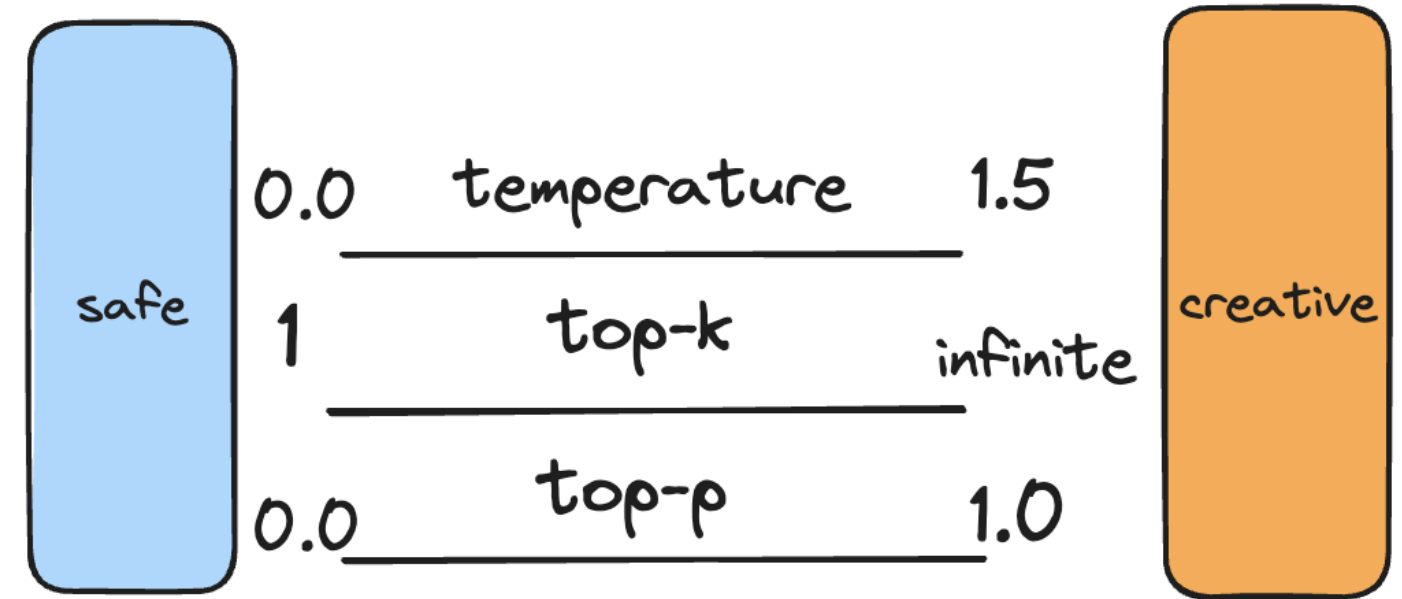 0.0 temperature 1.5
safe
1 top-k infinite
creative
0.0 top-p 1.0